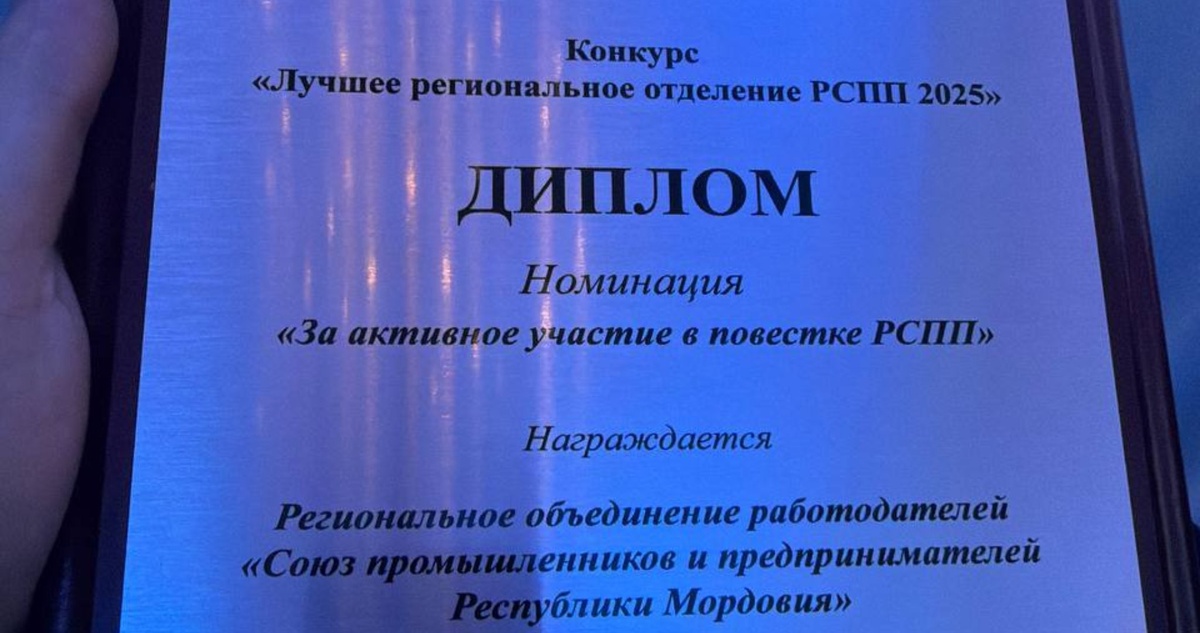 Конкурс
«Лучшее региональное отделение РСПП 2025»
ДИПЛОМ
Номинация
«За активное участие в повестке РСПП»
Награждается
Региональное объединение работодателей
«Союз промышленников и предпринимателей
Республики Мордовия»